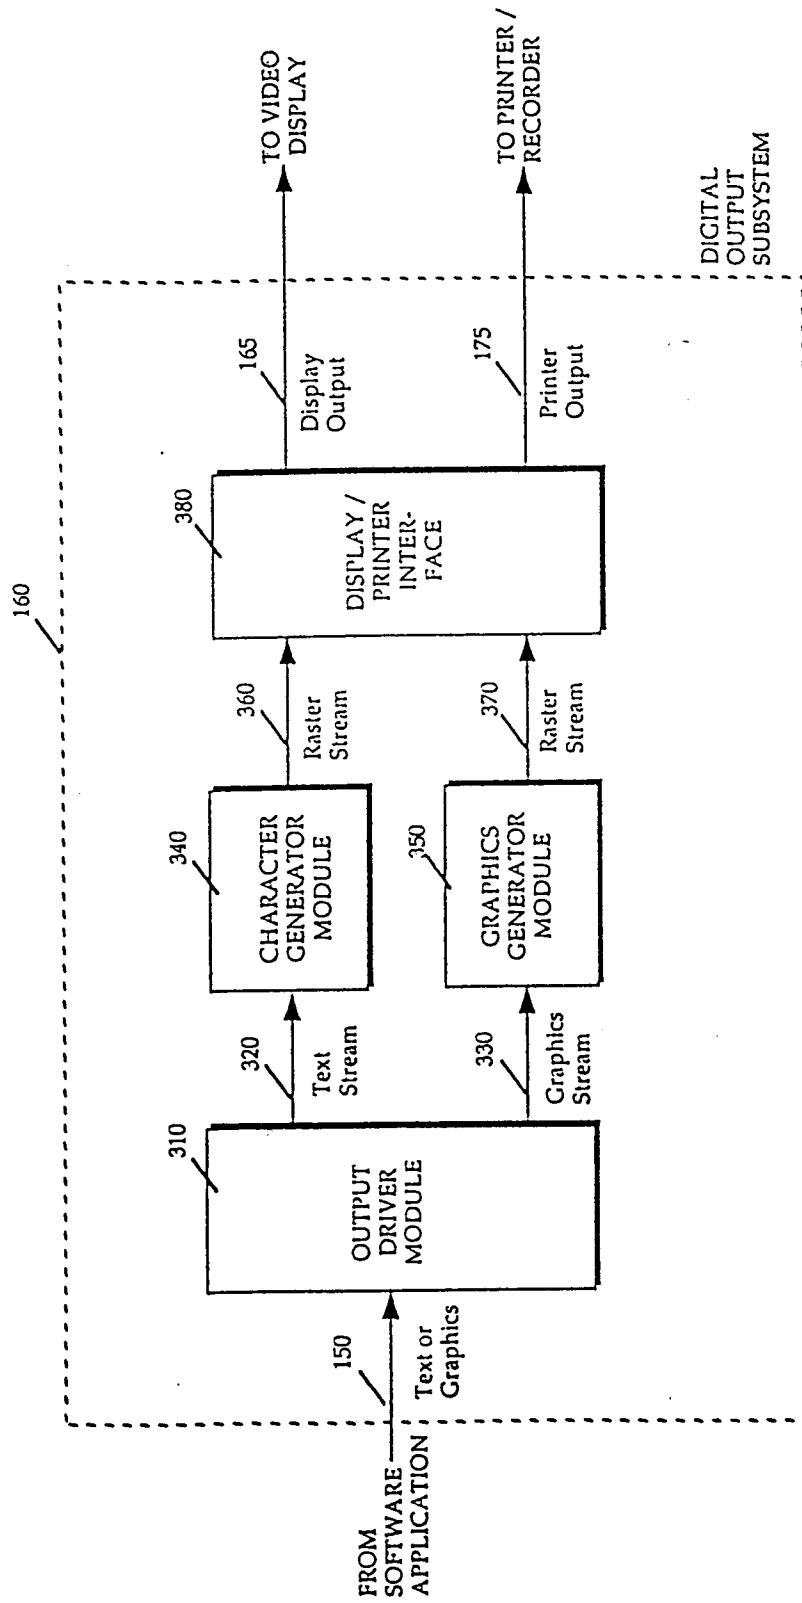 160
FROM
SOFTWARE
APPLICATION
150
Text or
Graphics
310
OUTPUT
DRIVER
MODULE
320
Text
Stream
330
Graphics
Stream
340
CHARACTER
GENERATOR
MODULE
350
GRAPHICS
GENERATOR
MODULE
360
Raster
Stream
370
Raster
Stream
380
DISPLAY /
PRINTER
INTER-
FACE
165
Display
Output
175
Printer
Output
TO VIDEO
DISPLAY
TO PRINTER /
RECORDER
DIGITAL
OUTPUT
SUBSYSTEM